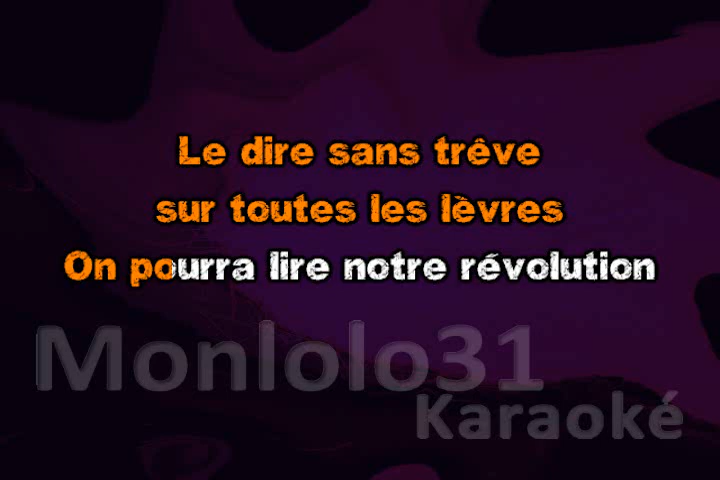 Le dire sans trêve
sur toutes les lèvres
On pourra lire notre révolution
Monlolo31
Karaoké